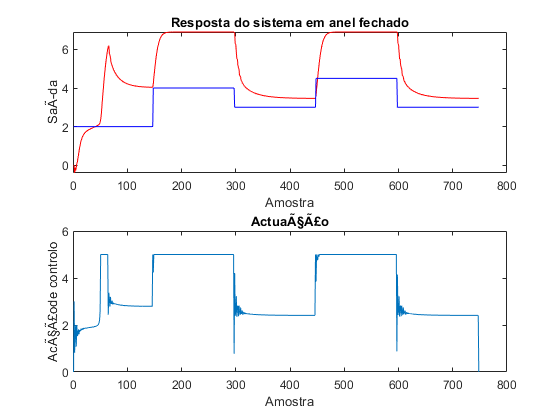 Resposta do sistema em anel fechado
SaÃ-da
6
4
2
0
0 100 200 300 400 500 600 700 800
Amostra
ActuaÃ§Ã£o
AcÃ§Ã£ode controlo
6
4
2
0
0 100 200 300 400 500 600 700 800
Amostra